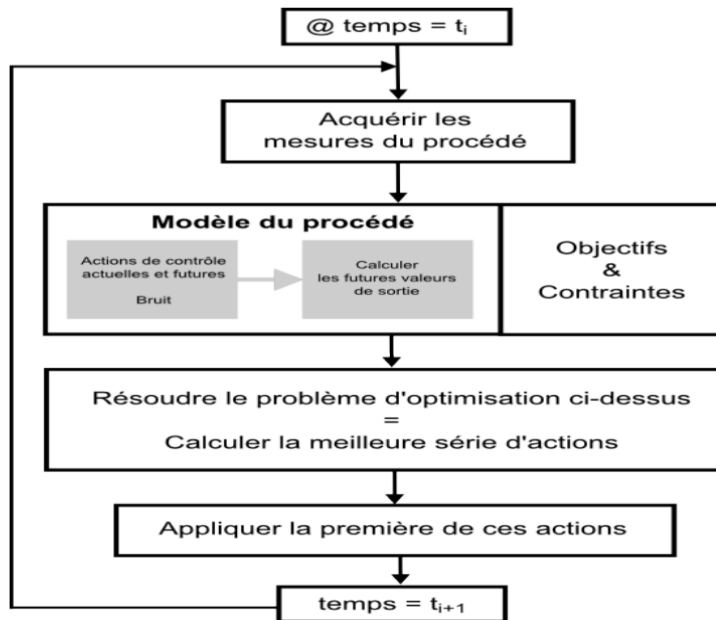 @ temps = tᵢ
Acquérir les
mesures du procédé
Modèle du procédé
Actions de contrôle
actuelles et futures
Bruit
Calculer
les futures valeurs
de sortie
Objectifs
&
Contraintes
Résoudre le problème d'optimisation ci-dessus
=
Calculer la meilleure série d'actions
Appliquer la première de ces actions
temps = tᵢ₊₁